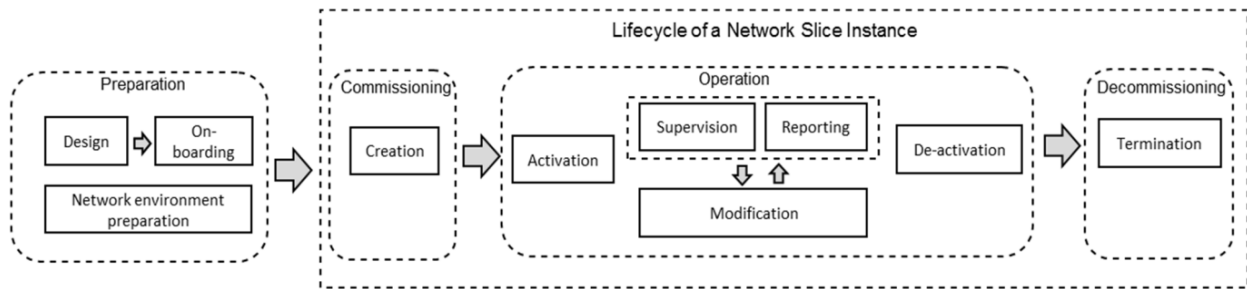 Lifecycle of a Network Slice Instance
Preparation
Design
On-
boarding
Network environment
preparation
Commissioning
Creation
Operation
Activation
Supervision
Reporting
Modification
De-activation
Decommissioning
Termination